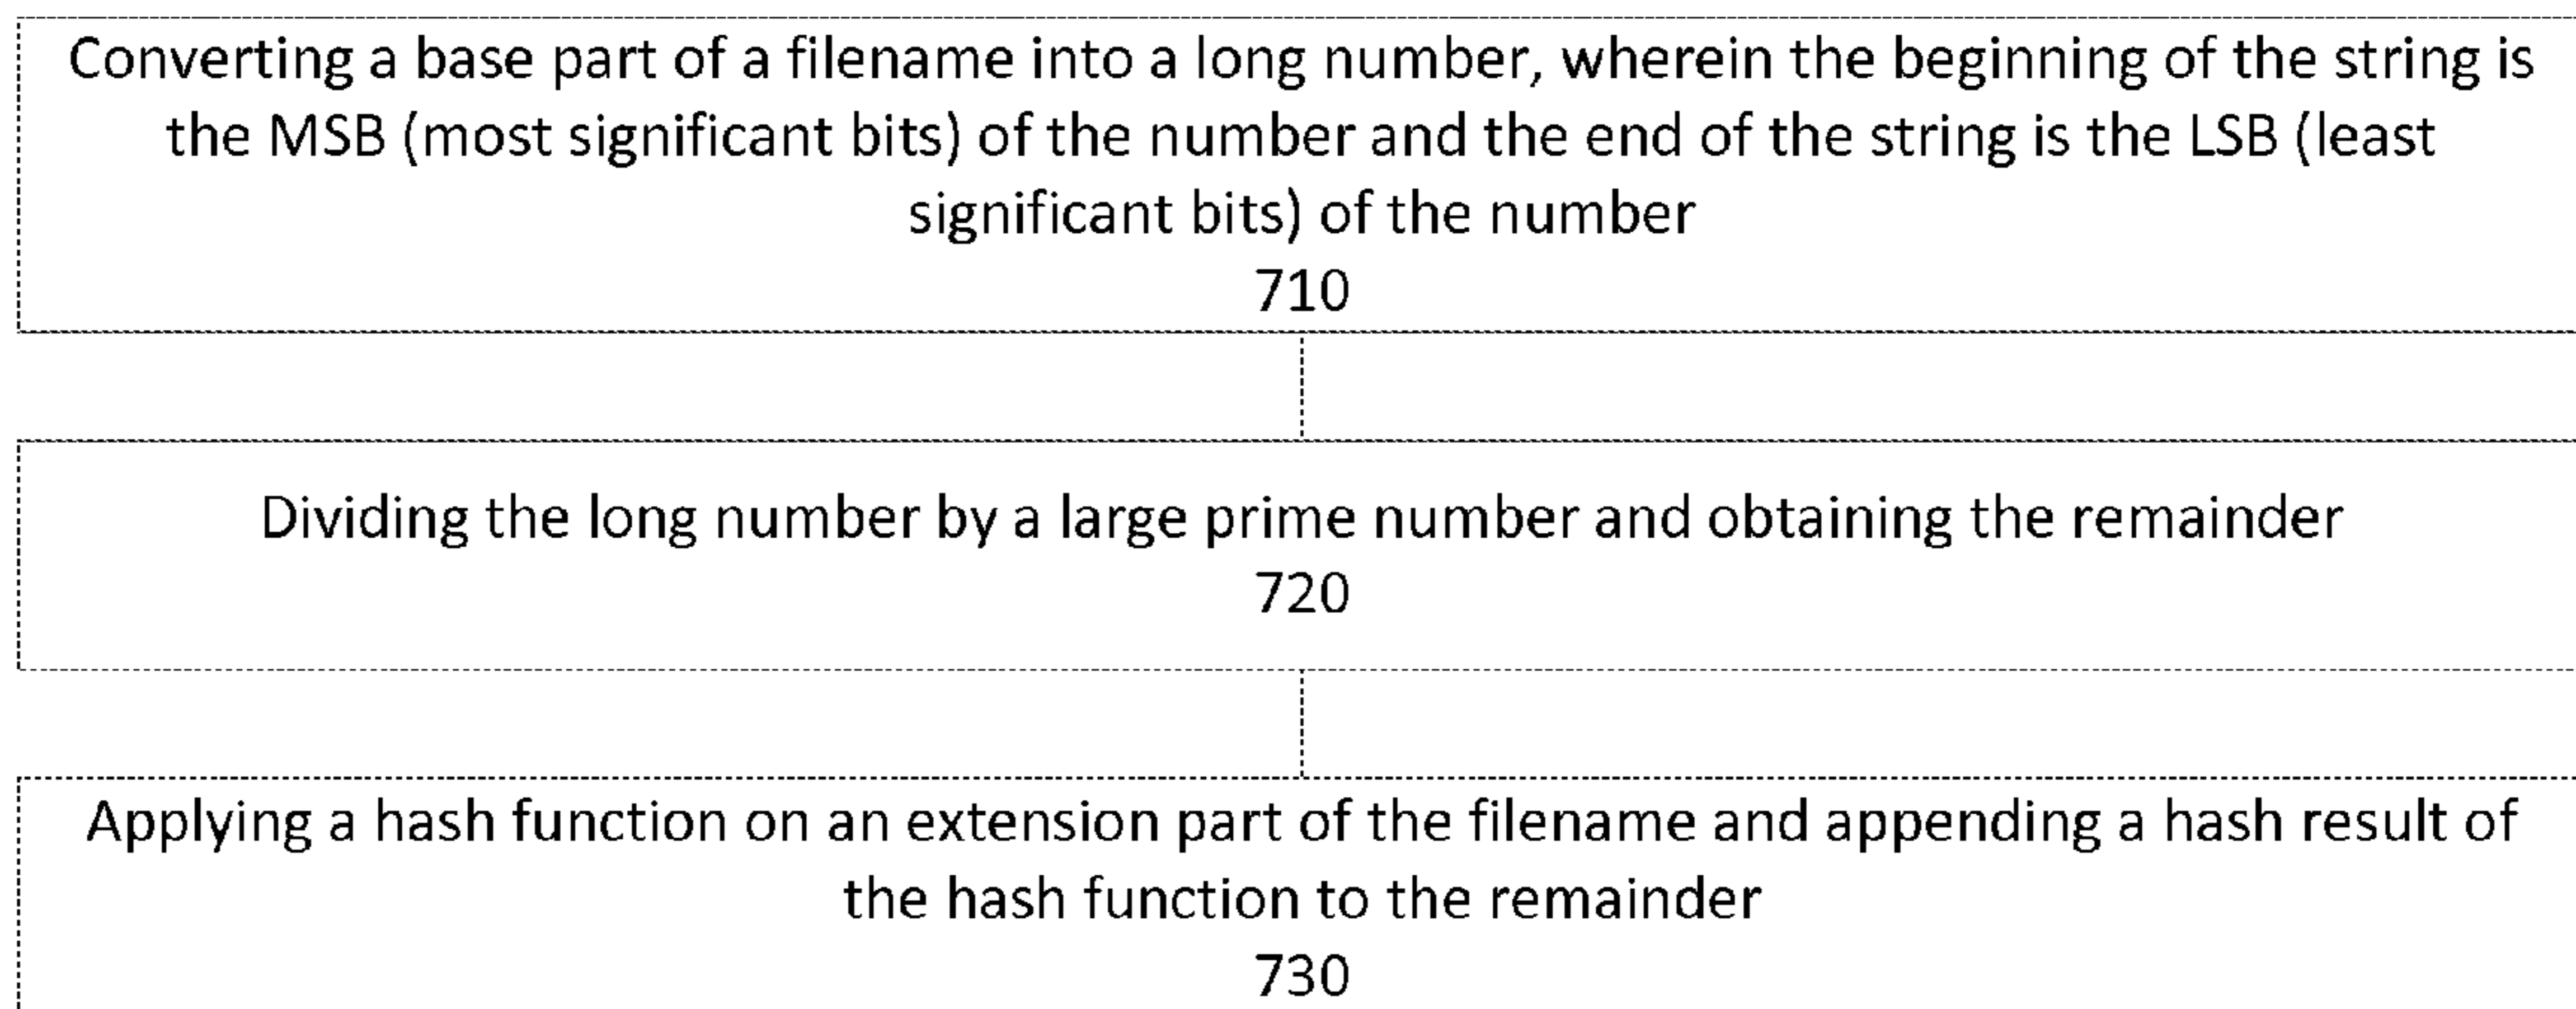 Converting a base part of a filename into a long number, wherein the beginning of the string is
the MSB (most significant bits) of the number and the end of the string is the LSB (least
significant bits) of the number
710
Dividing the long number by a large prime number and obtaining the remainder
720
Applying a hash function on an extension part of the filename and appending a hash result of
the hash function to the remainder
730